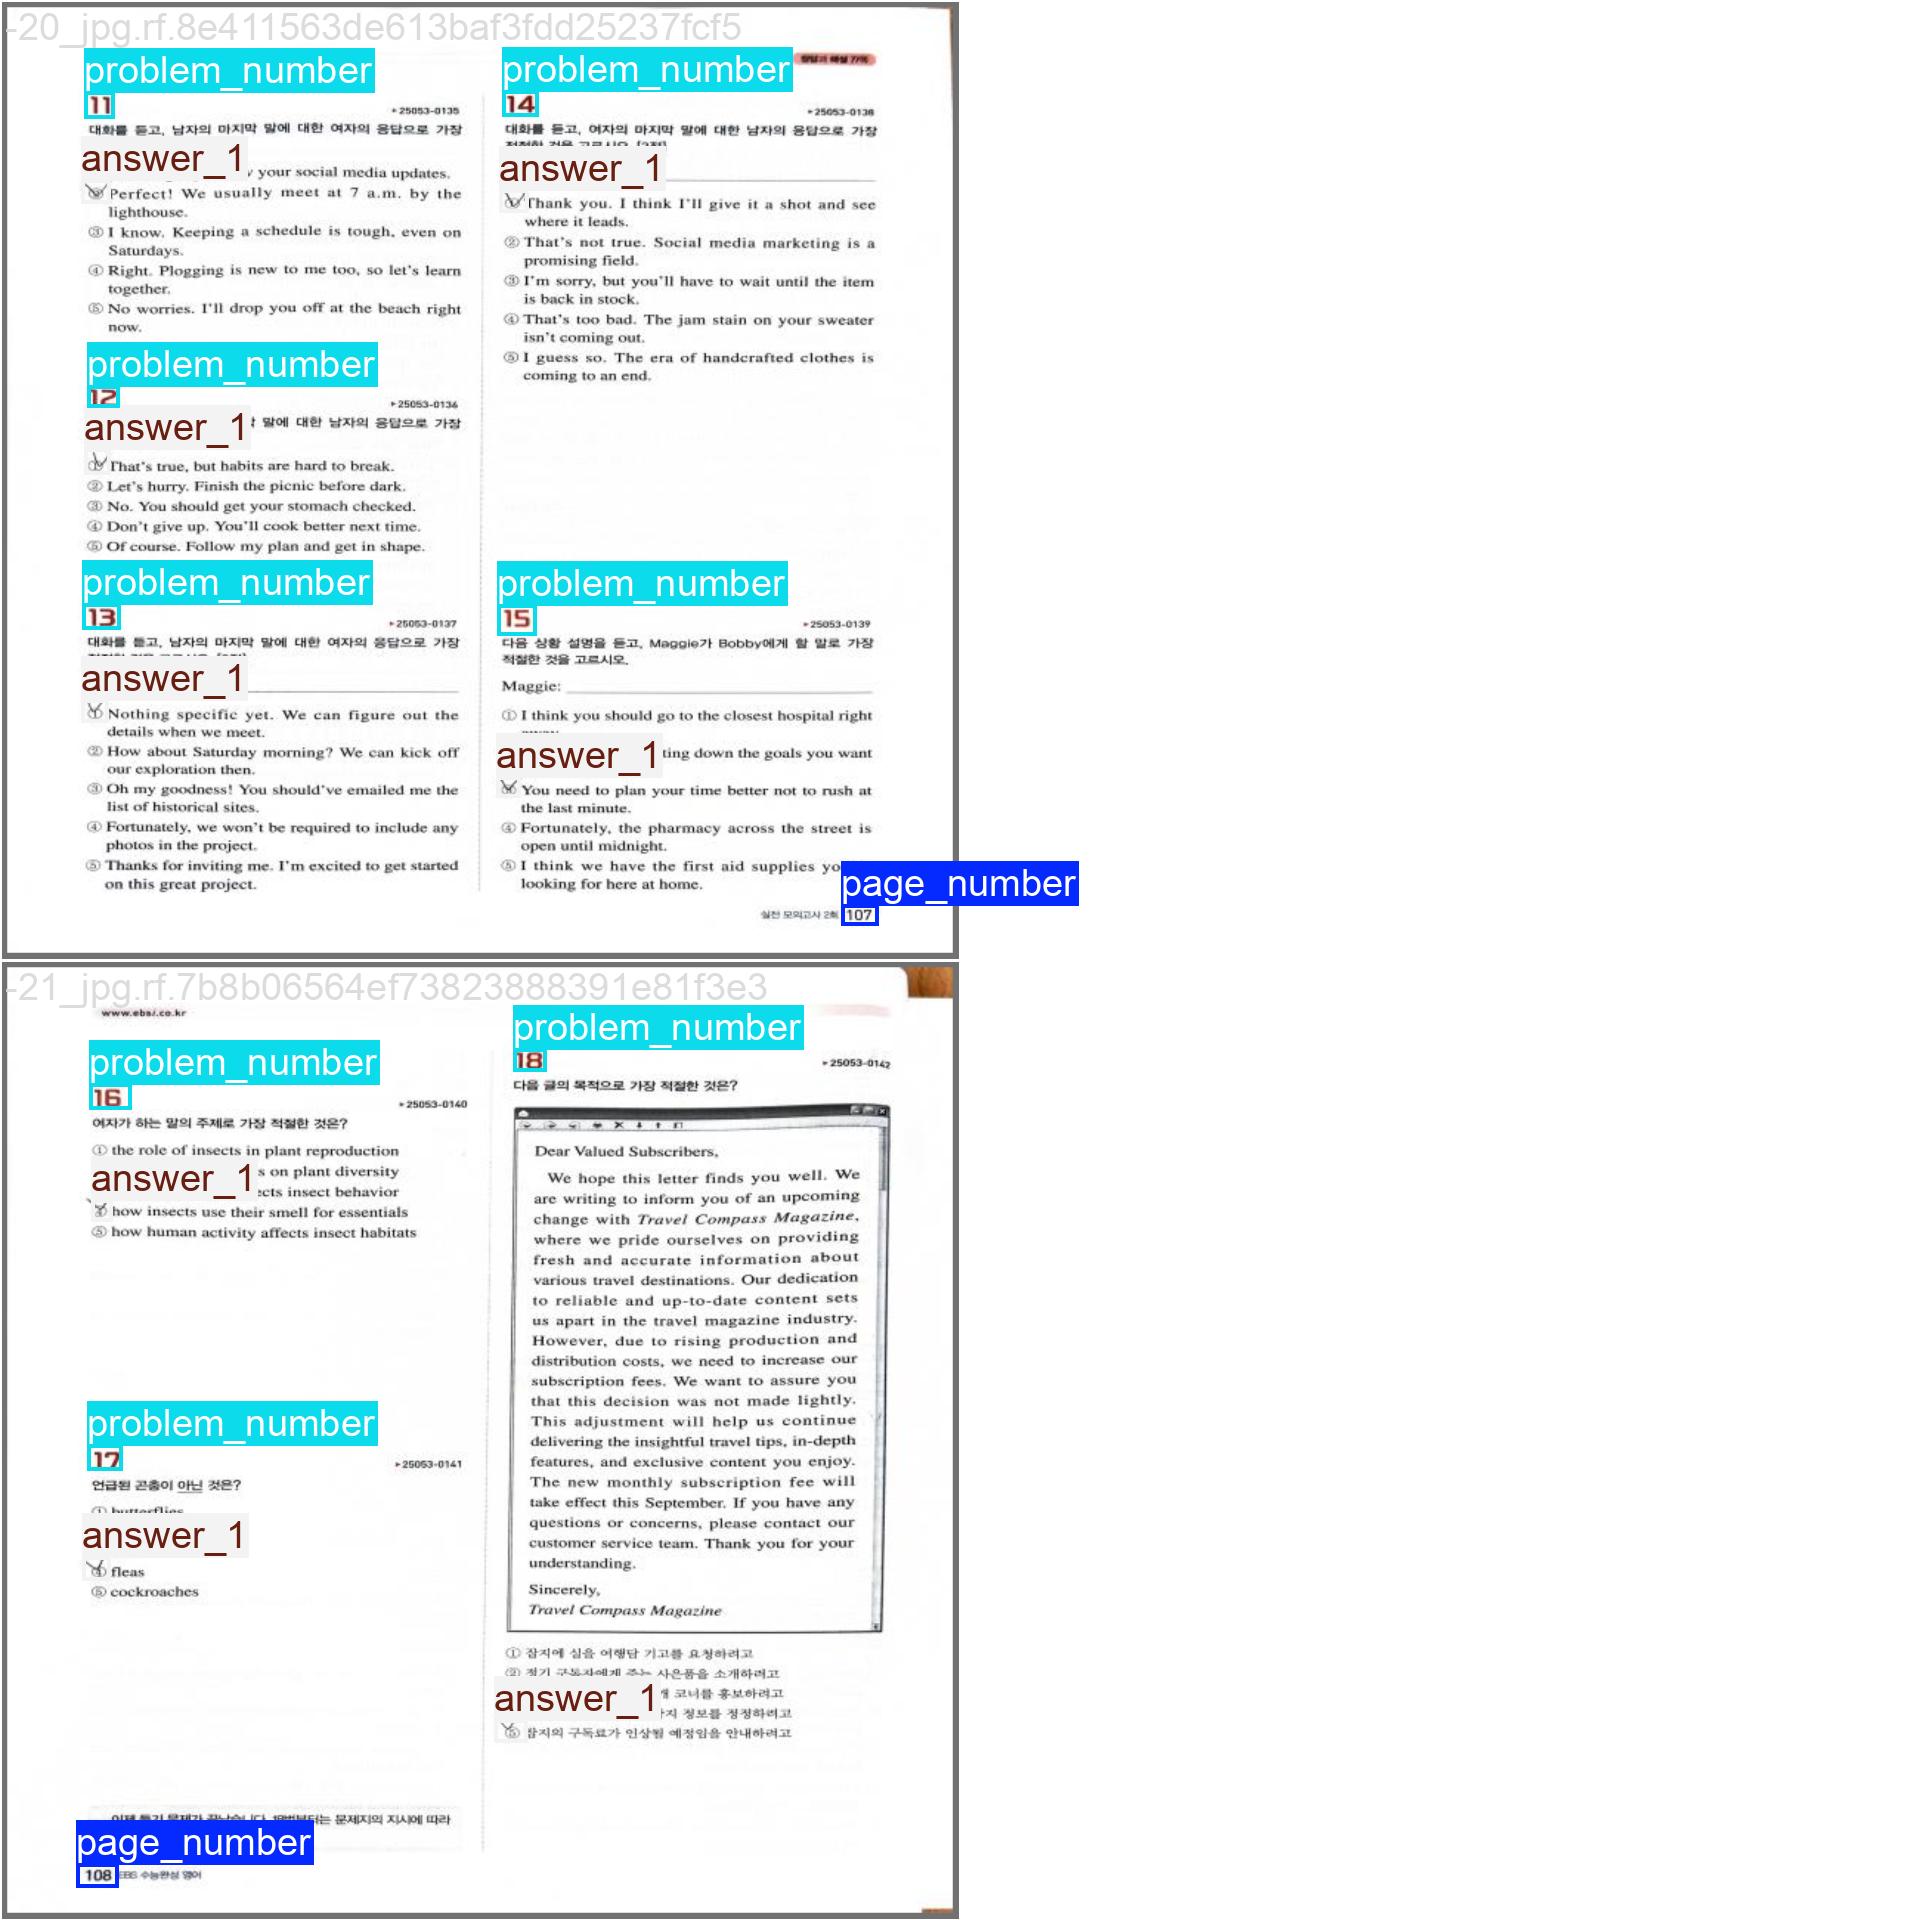 -20_jpg.rf.8e411563de613baf3fdd25237fcf5
problem_number
11
25053-0135
대화를 듣고, 남자의 마지막 말에 대한 여자의 응답으로 가장
answer_1
your social media updates.
Perfect! We usually meet at 7 a.m. by the
lighthouse.
③ I know. Keeping a schedule is tough, even on
Saturdays.
④ Right. Plogging is new to me too, so let's learn
together.
⑤ No worries. I'll drop you off at the beach right
now.
problem_number
12
25053-0136
answer_1
말에 대한 남자의 응답으로 가장
① That's true, but habits are hard to break.
② Let's hurry. Finish the picnic before dark.
③ No. You should get your stomach checked.
④ Don't give up. You'll cook better next time.
⑤ Of course. Follow my plan and get in shape.
problem_number
13
25053-0137
대화를 듣고, 남자의 마지막 말에 대한 여자의 응답으로 가장
answer_1
① Nothing specific yet. We can figure out the
details when we meet.
② How about Saturday morning? We can kick off
our exploration then.
③ Oh my goodness! You should've emailed me the
list of historical sites.
④ Fortunately, we won't be required to include any
photos in the project.
⑤ Thanks for inviting me. I'm excited to get started
on this great project.
problem_number
14
25053-0138
대화를 듣고, 여자의 마지막 말에 대한 남자의 응답으로 가장
answer_1
Thank you. I think I'll give it a shot and see
where it leads.
② That's not true. Social media marketing is a
promising field.
③ I'm sorry, but you'll have to wait until the item
is back in stock.
④ That's too bad. The jam stain on your sweater
isn't coming out.
⑤ I guess so. The era of handcrafted clothes is
coming to an end.
problem_number
15
25053-0139
다음 상황 설명을 듣고, Maggie가 Bobby에게 할 말로 가장
적절한 것을 고르시오.
Maggie:
① I think you should go to the closest hospital right
answer_1
ting down the goals you want
You need to plan your time better not to rush at
the last minute.
④ Fortunately, the pharmacy across the street is
open until midnight.
⑤ I think we have the first aid supplies
looking for here at home.
page_number
실전 모의고사 2회 107
-21_jpg.rf.7b8b06564ef73823888391e81f3e3
www.ebsi.co.kr
problem_number
16
25053-0140
여자가 하는 말의 주제로 가장 적절한 것은?
① the role of insects in plant reproduction
answer_1
on plant diversity
insect behavior
④ how insects use their smell for essentials
⑤ how human activity affects insect habitats
problem_number
17
25053-0141
언급된 곤충이 아닌 것은?
① butterflies
answer_1
④ fleas
⑤ cockroaches
문제지의 지시에 따라
page_number
108 EBS 수능완성 영어
problem_number
18
25053-0142
다음 글의 목적으로 가장 적절한 것은?
Dear Valued Subscribers,
We hope this letter finds you well. We
are writing to inform you of an upcoming
change with Travel Compass Magazine,
where we pride ourselves on providing
fresh and accurate information about
various travel destinations. Our dedication
to reliable and up-to-date content sets
us apart in the travel magazine industry.
However, due to rising production and
distribution costs, we need to increase our
subscription fees. We want to assure you
that this decision was not made lightly.
This adjustment will help us continue
delivering the insightful travel tips, in-depth
features, and exclusive content you enjoy.
The new monthly subscription fee will
take effect this September. If you have any
questions or concerns, please contact our
customer service team. Thank you for your
understanding.
Sincerely,
Travel Compass Magazine
① 잡지에 실을 여행담 기고를 요청하려고
② 정기 구독자에게 주는 사은품을 소개하려고
answer_1
코너를 홍보하려고
정보를 정정하려고
⑤ 잡지의 구독료가 인상될 예정임을 안내하려고